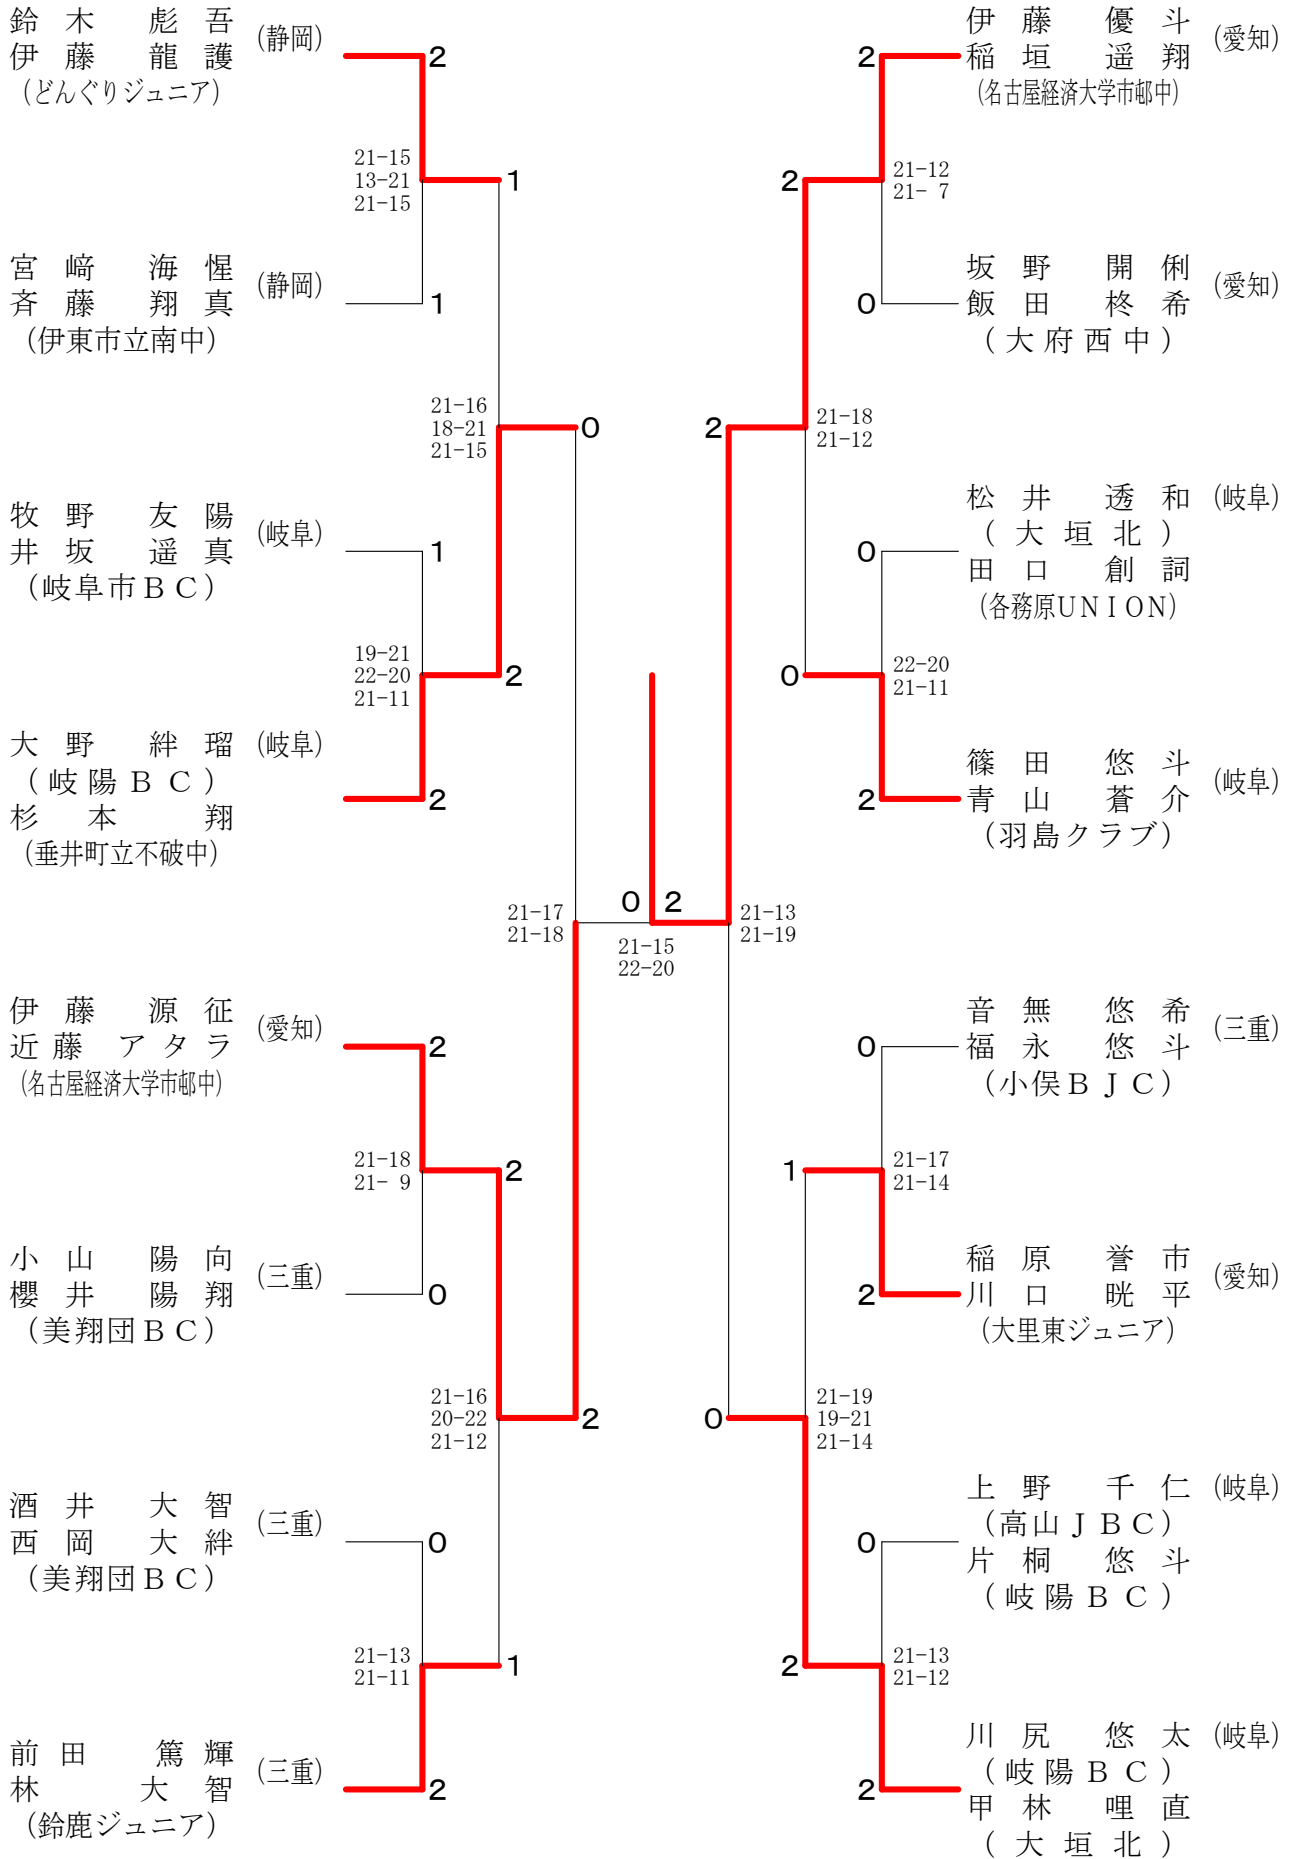 鈴木 彪吾
伊藤 龍護
(静岡)
(どんぐりジュニア)
2
21-15
13-21
21-15
1
宮﨑 海惺
斉藤 翔真
(静岡)
(伊東市立南中)
1
21-16
18-21
21-15
0
牧野 友陽
井坂 遥真
(岐阜)
(岐阜市BC)
1
19-21
22-20
21-11
2
大野 絆瑠 (岐阜)
(岐陽BC)
杉本 翔
(垂井町立不破中)
2
21-17
21-18
0 2
21-15
22-20
伊藤 源征
近藤 アタラ
(愛知)
(名古屋経済大学市邨中)
2
21-18
21- 9
2
小山 陽向
櫻井 陽翔
(三重)
(美翔団BC)
0
21-16
20-22
21-12
2
酒井 大智
西岡 大絆
(三重)
(美翔団BC)
0
21-13
21-11
1
前田 篤輝
林 大智
(三重)
(鈴鹿ジュニア)
2
伊藤 優斗
稲垣 遥翔
(愛知)
(名古屋経済大学市邨中)
2
21-12
21- 7
2
坂野 開俐
飯田 柊希
(愛知)
(大府西中)
0
21-18
21-12
2
松井 透和 (岐阜)
(大垣北)
田口 創詞
(各務原UNION)
0
22-20
21-11
0
篠田 悠斗
青山 蒼介
(岐阜)
(羽島クラブ)
2
21-13
21-19
音無 悠希
福永 悠斗
(三重)
(小俣BJC)
0
21-17
21-14
1
稲原 誉市
川口 晄平
(愛知)
(大里東ジュニア)
2
21-19
19-21
21-14
0
上野 千仁 (岐阜)
(高山JBC)
片桐 悠斗
(岐陽BC)
0
21-13
21-12
2
川尻 悠太 (岐阜)
(岐陽BC)
甲林 哩直
(大垣北)
2